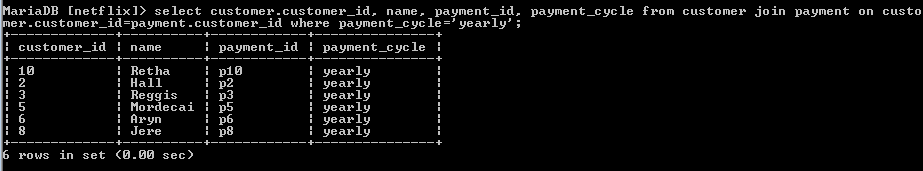 MariaDB [netflix]> select customer.customer_id, name, payment_id, payment_cycle from customer join payment on custo
mer.customer_id=payment.customer_id where payment_cycle='yearly';
+-------------+----------+------------+---------------+
| customer_id | name     | payment_id | payment_cycle |
+-------------+----------+------------+---------------+
| 10          | Retha    | p10        | yearly        |
| 2           | Hall     | p2         | yearly        |
| 3           | Reggis   | p3         | yearly        |
| 5           | Mordecai | p5         | yearly        |
| 6           | Aryn     | p6         | yearly        |
| 8           | Jere     | p8         | yearly        |
+-------------+----------+------------+---------------+
6 rows in set (0.00 sec)